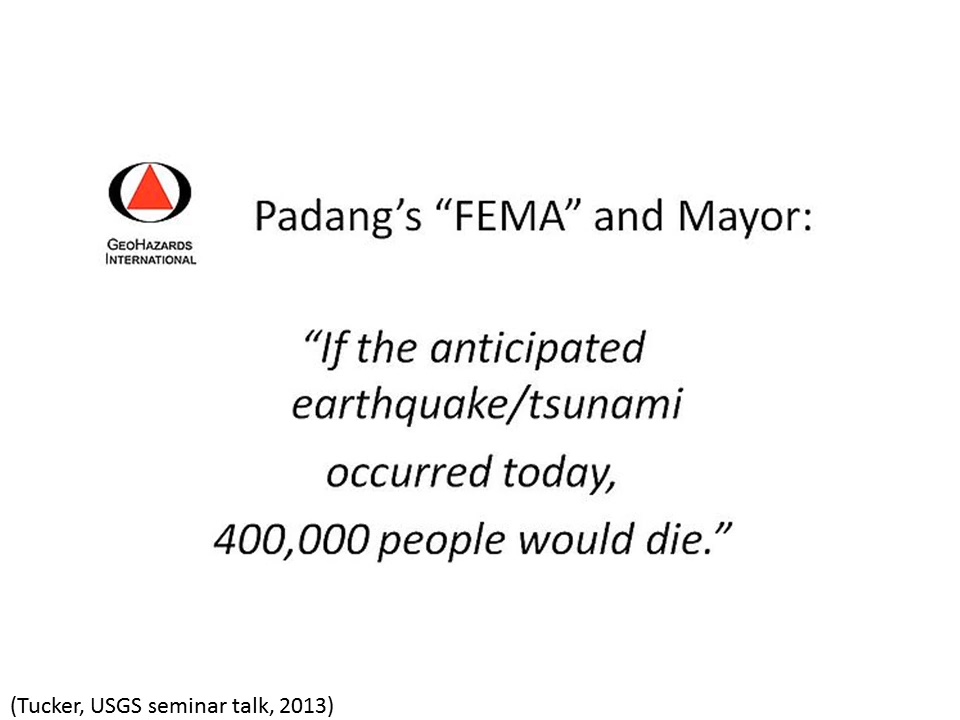 GEOHAZARDS
INTERNATIONAL
Padang’s “FEMA” and Mayor:
“If the anticipated
earthquake/tsunami
occurred today,
400,000 people would die.”
(Tucker, USGS seminar talk, 2013)